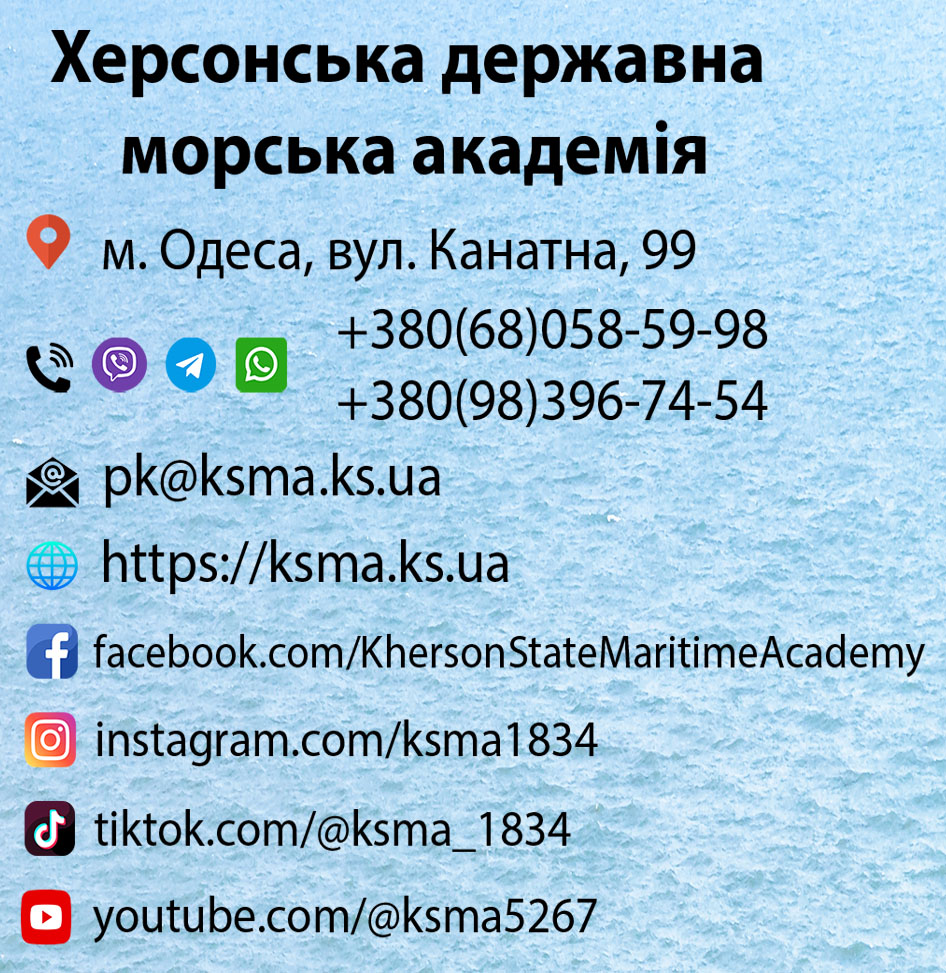 Херсонська державна
морська академія
м. Одеса, вул. Канатна, 99
+380(68)058-59-98
+380(98)396-74-54
pk@ksma.ks.ua
https://ksma.ks.ua
facebook.com/KhersonStateMaritimeAcademy
instagram.com/ksma1834
tiktok.com/@ksma_1834
youtube.com/@ksma5267